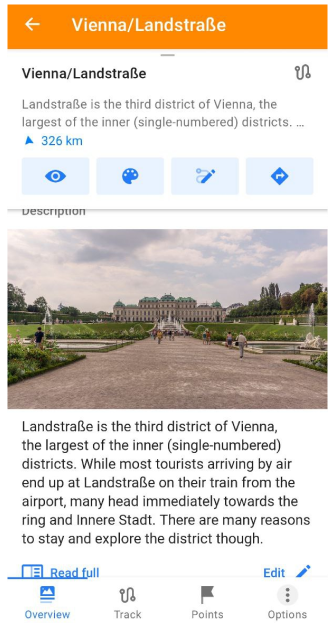 Vienna/Landstraße
Vienna/Landstraße
Landstraße is the third district of Vienna, the
largest of the inner (single-numbered) districts. ...
326 km
Description
Landstraße is the third district of Vienna,
the largest of the inner (single-numbered)
districts. While most tourists arriving by air
end up at Landstraße on their train from the
airport, many head immediately towards the
ring and Innere Stadt. There are many reasons
to stay and explore the district though.
Read full
Edit
Overview
Track
Points
Options